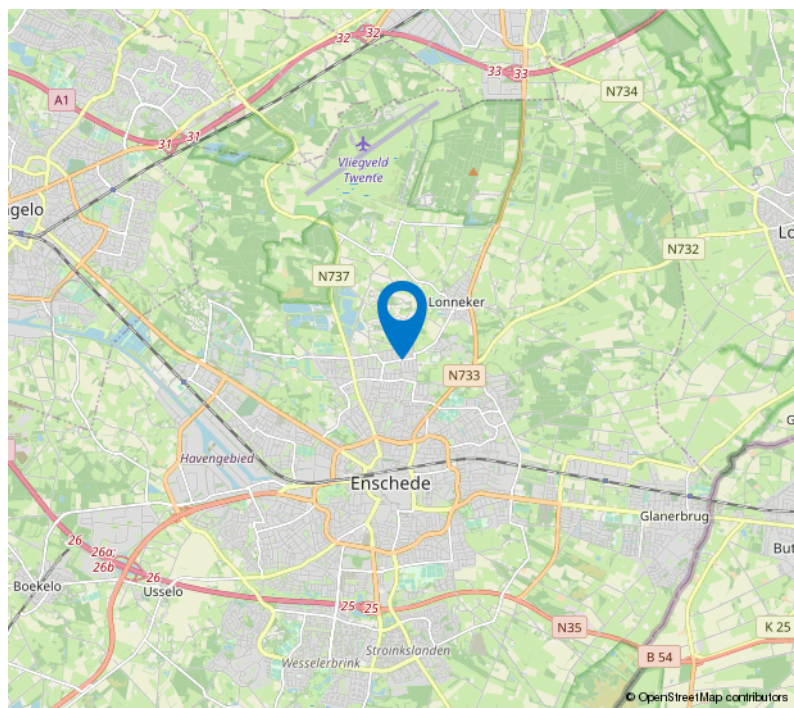 32
32
33
33
N734
A1
31
31
Vliegveld
Twente
ngelo
Lo
N732
N737
Lonneker
N733
Havengebied
Enschede
Glanerbrug
26
26a;
26b
26
Boekelo
Usselo
But
25
25
N35
K 25
Stroinkslanden
Wesselerbrink
B 54
G
© OpenStreetMap contributors